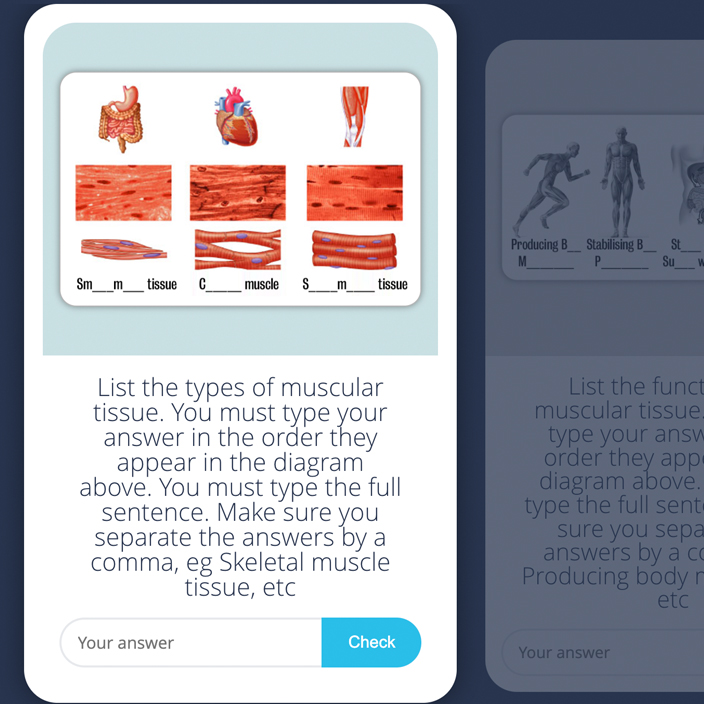 Sm___m___ tissue
C_____ muscle
S____m____ tissue
List the types of muscular
tissue. You must type your
answer in the order they
appear in the diagram
above. You must type the full
sentence. Make sure you
separate the answers by a
comma, eg Skeletal muscle
tissue, etc
Your answer
Check
Producing B__
M_______
Stabilising B__
P_______
St___
Su___ w
List the funct
muscular tissue.
type your answ
order they appe
diagram above.
type the full sent
sure you sepa
answers by a co
Producing body m
etc
Your answer